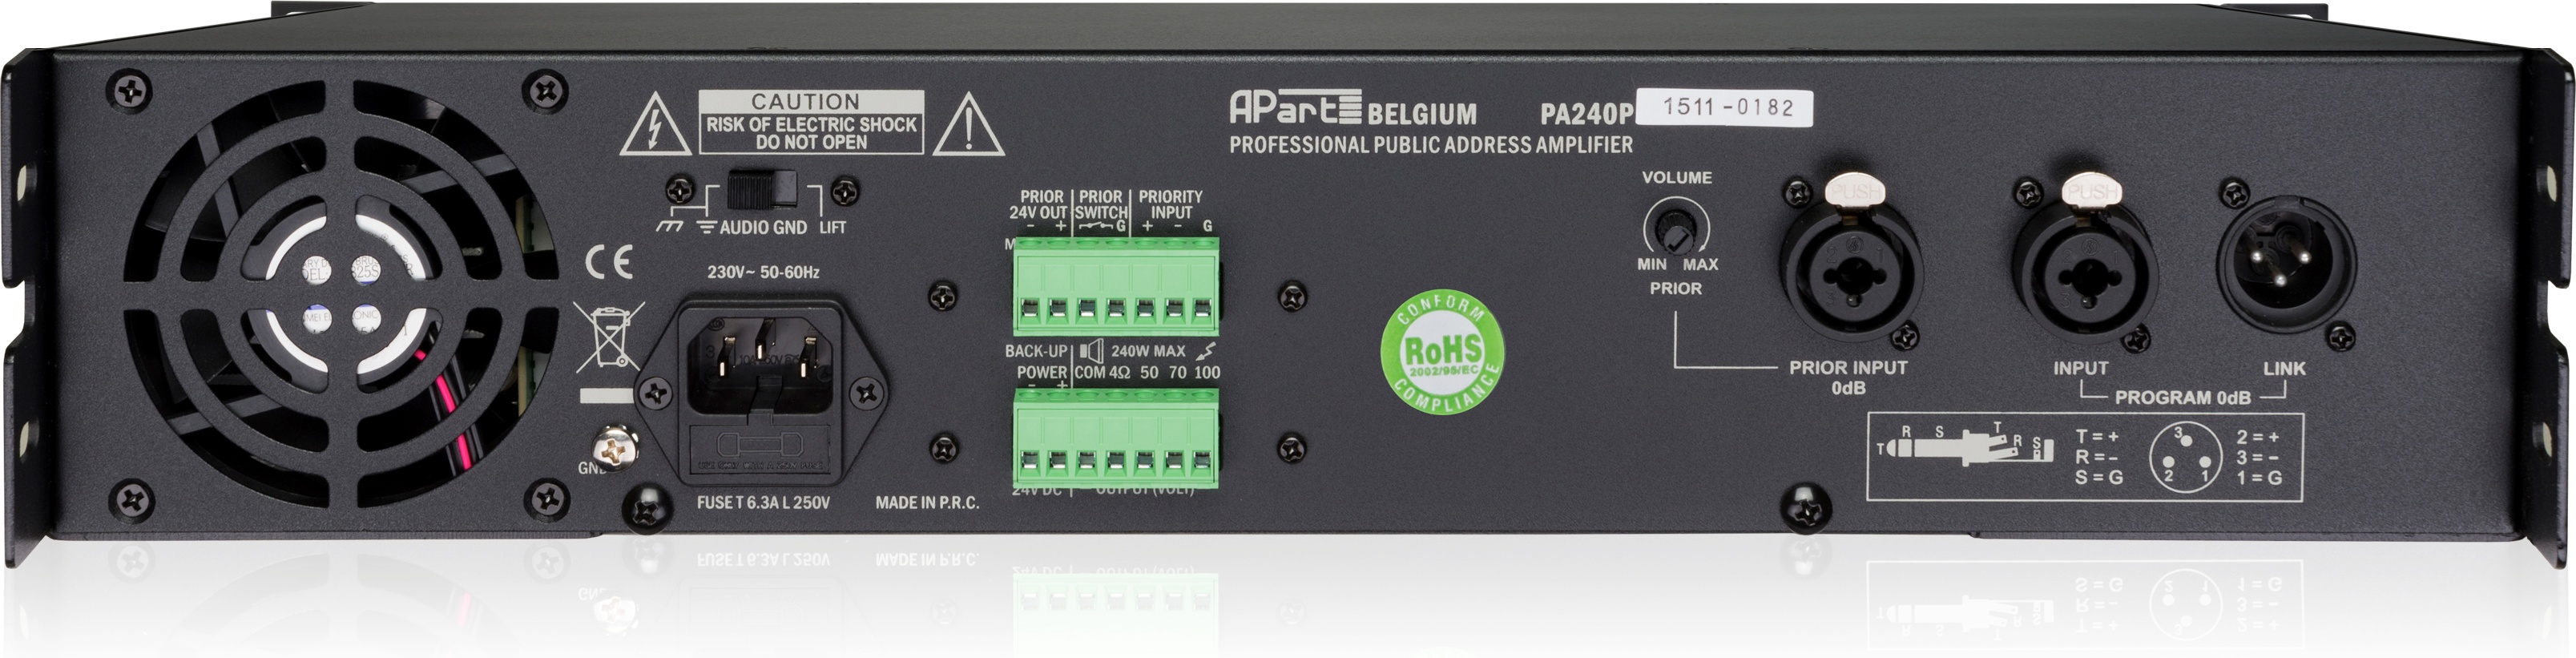 CAUTION
RISK OF ELECTRIC SHOCK
DO NOT OPEN
AUDIO GND LIFT
230V~ 50-60Hz
CE
GND
FUSE T 6.3A L 250V
MADE IN P.R.C.
PRIOR PRIOR PRIORITY
24V OUT SWITCH INPUT
- + G + - G
BACK-UP 240W MAX
POWER COM 4Ω 50 70 100
- +
24V DC OUTPUT (VOLT)
APart BELGIUM PA240P 1511-0182
PROFESSIONAL PUBLIC ADDRESS AMPLIFIER
CONFORM
RoHS
2002/95/EC
COMPLIANCE
VOLUME
MIN MAX
PRIOR
PUSH
PRIOR INPUT
0dB
PUSH
INPUT LINK
PROGRAM 0dB
T R S T R S
T = +
R = -
S = G
3
2 1
2 = +
3 = -
1 = G